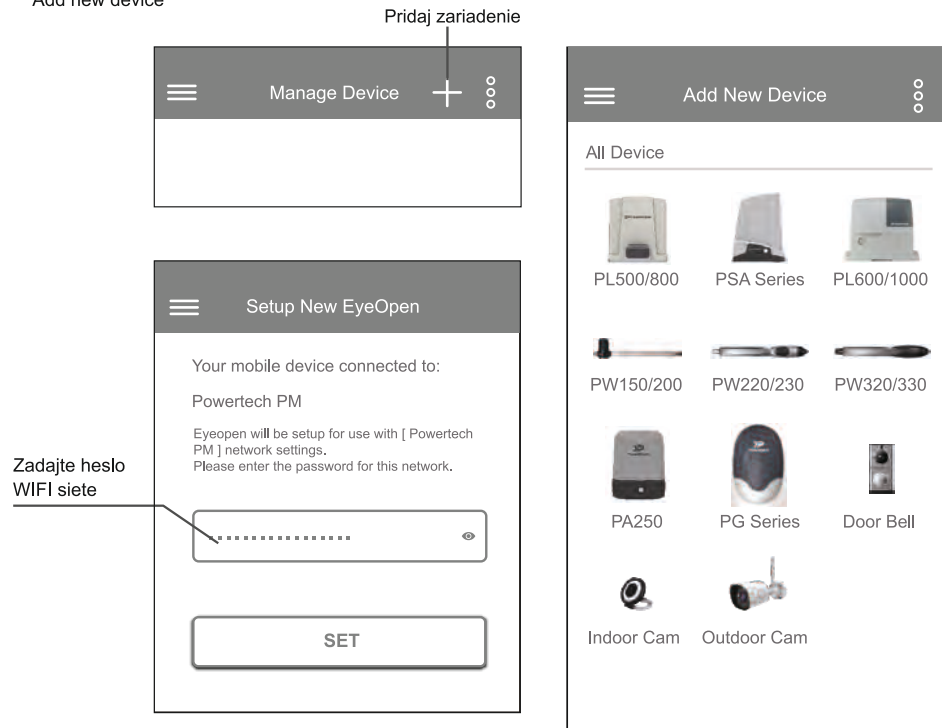 Add new device
Pridaj zariadenie
Manage Device
Setup New EyeOpen
Your mobile device connected to:
Powertech PM
Eyeopen will be setup for use with [ Powertech
PM ] network settings.
Please enter the password for this network.
Zadajte heslo
WIFI siete
SET
Add New Device
All Device
PL500/800 PSA Series PL600/1000
PW150/200 PW220/230 PW320/330
PA250 PG Series Door Bell
Indoor Cam Outdoor Cam